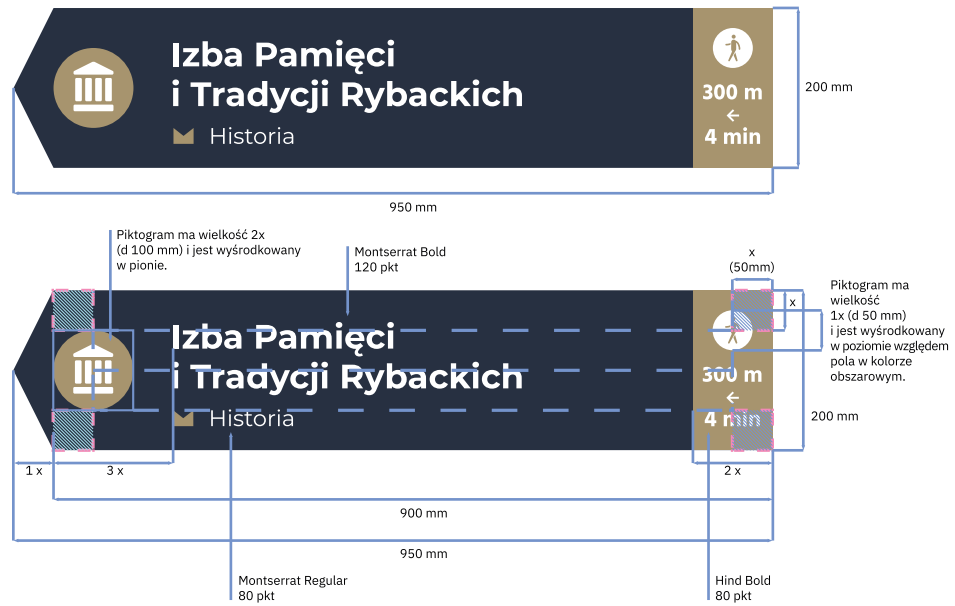 Izba Pamięci
i Tradycji Rybackich
Historia
300 m
←
4 min
200 mm
950 mm
Piktogram ma wielkość 2x
(d 100 mm) i jest wyśrodkowany
w pionie.
Montserrat Bold
120 pkt
x
(50mm)
Piktogram ma
wielkość
1x (d 50 mm)
i jest wyśrodkowany
w poziomie względem
pola w kolorze
obszarowym.
x
Izba Pamięci
i Tradycji Rybackich
Historia
300 m
←
4 min
200 mm
1 x
3 x
2 x
900 mm
950 mm
Montserrat Regular
80 pkt
Hind Bold
80 pkt